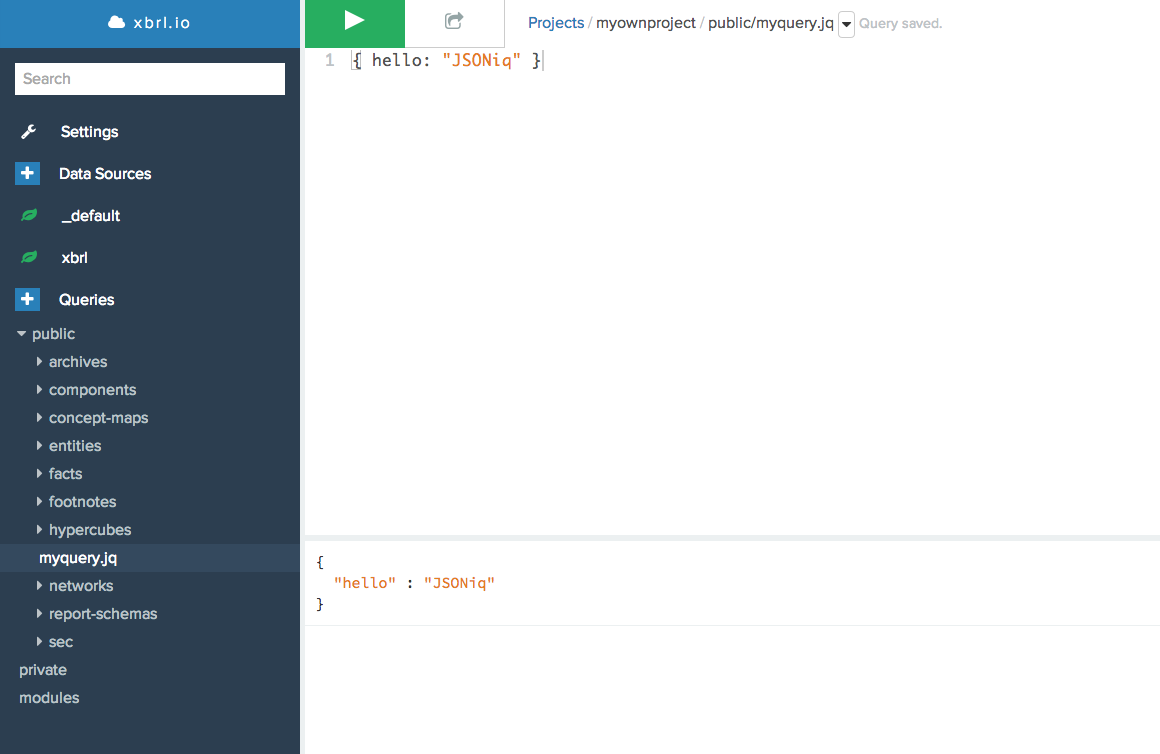 xbrl.io
Search
Settings
Data Sources
_default
xbrl
Queries
public
archives
components
concept-maps
entities
facts
footnotes
hypercubes
myquery.jq
networks
report-schemas
sec
private
modules
Projects / myownproject / public/myquery.jq Query saved.
1 { hello: "JSONiq" }
{
"hello" : "JSONiq"
}